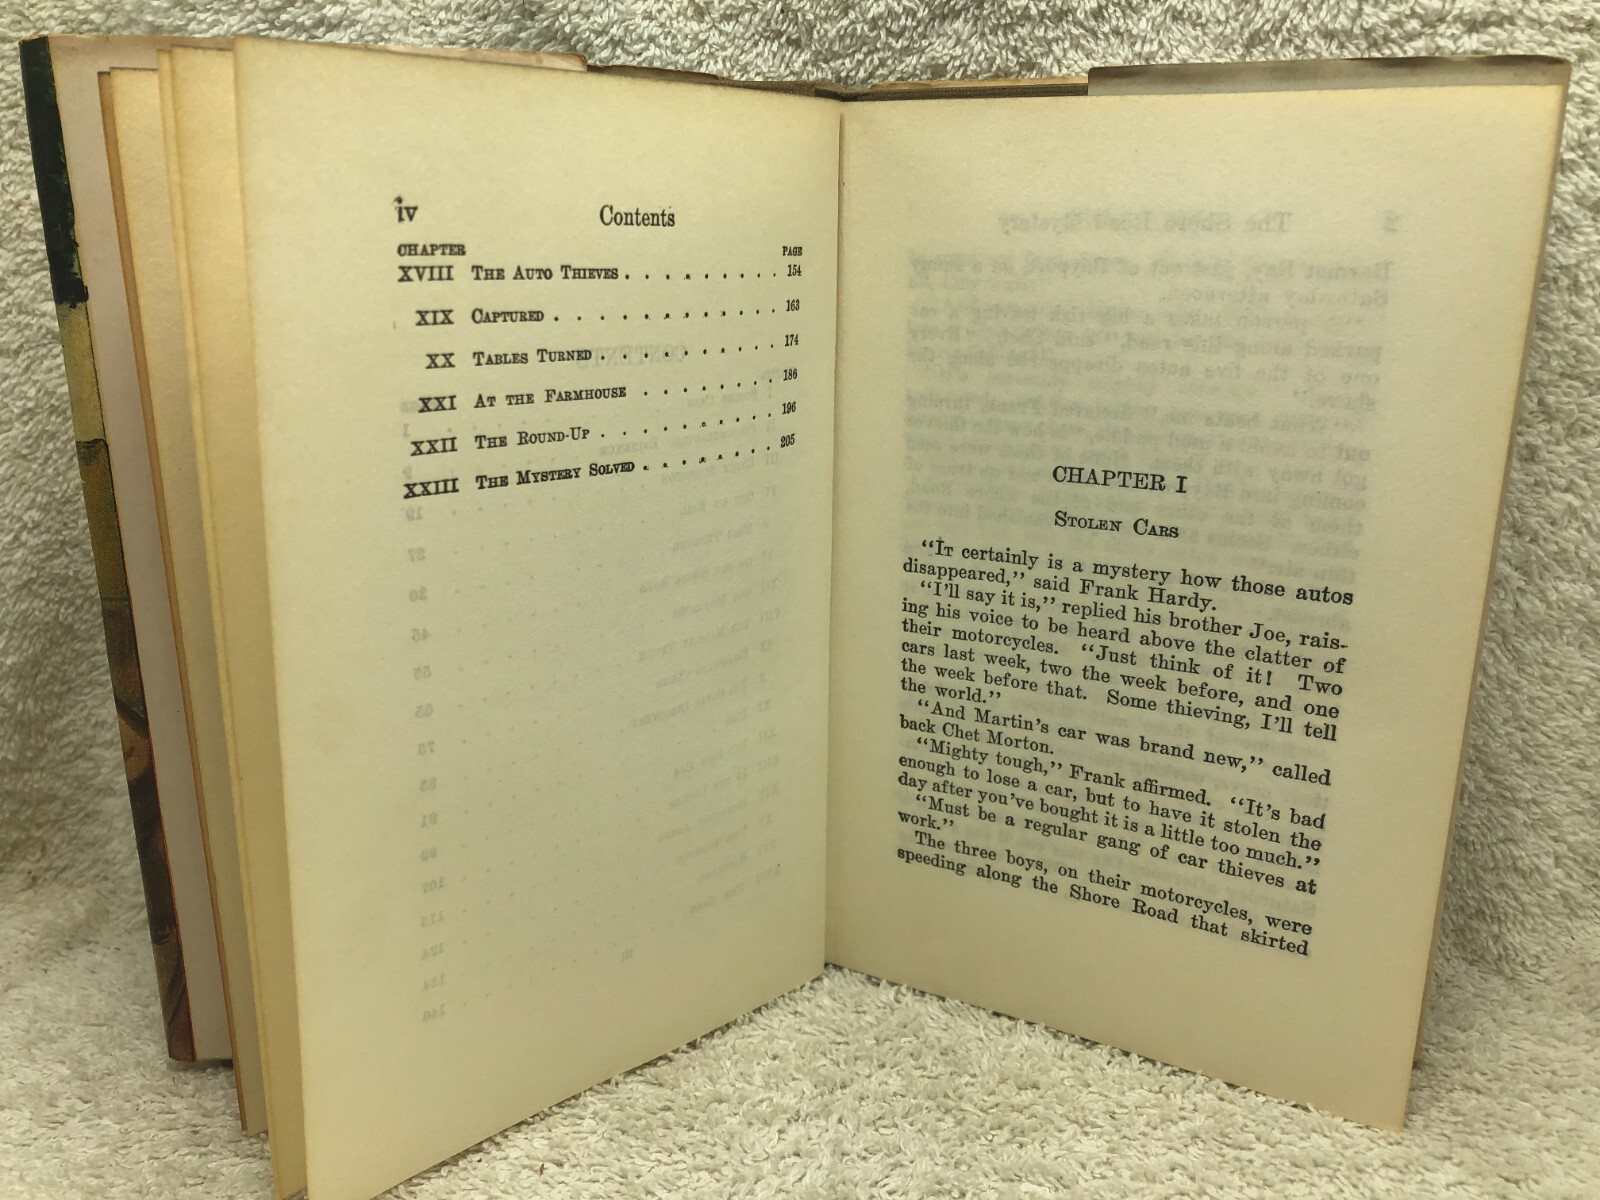 iv Contents
CHAPTER PAGE
XVIII THE AUTO THIEVES . . . . . . . . . 154
XIX CAPTURED . . . . . . . . . . . . 163
XX TABLES TURNED . . . . . . . . . . 174
XXI AT THE FARMHOUSE . . . . . . . . 186
XXII THE ROUND-UP . . . . . . . . . . 196
XXIII THE MYSTERY SOLVED . . . . . . . . 205
CHAPTER I
STOLEN CARS
“IT certainly is a mystery how those autos
disappeared,” said Frank Hardy.
“I'll say it is,” replied his brother Joe, rais-
ing his voice to be heard above the clatter of
their motorcycles. “Just think of it! Two
cars last week, two the week before, and one
the week before that. Some thieving, I'll tell
the world.”
“And Martin's car was brand new,” called
back Chet Morton.
“Mighty tough,” Frank affirmed. “It's bad
enough to lose a car, but to have it stolen the
day after you've bought it is a little too much.”
“Must be a regular gang of car thieves at
work.”
The three boys, on their motorcycles, were
speeding along the Shore Road that skirted